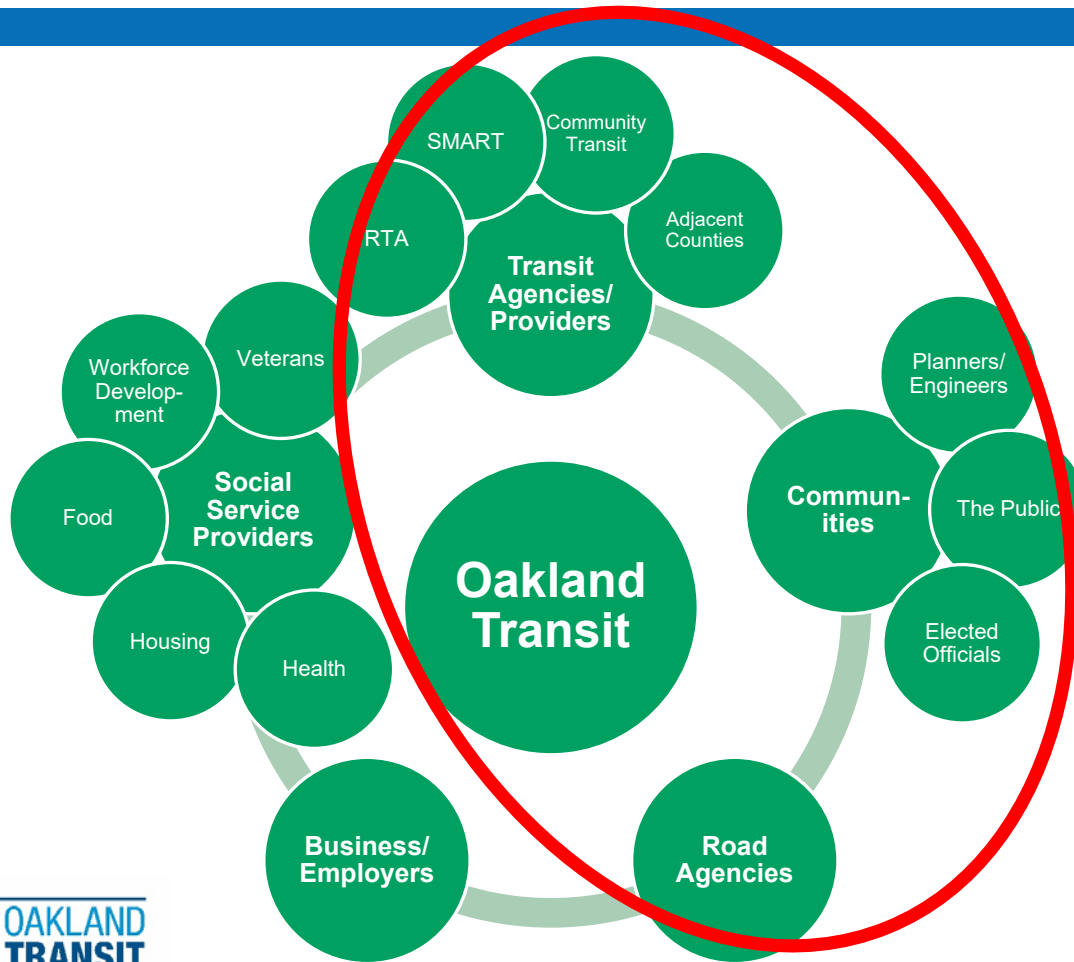 SMART
Community
Transit
RTA
Adjacent
Counties
Transit
Agencies/
Providers
Veterans
Workforce
Develop-
ment
Food
Social
Service
Providers
Housing
Health
Planners/
Engineers
Commun-
ities
The Public
Elected
Officials
Oakland
Transit
Business/
Employers
Road
Agencies
OAKLAND
TRANSIT